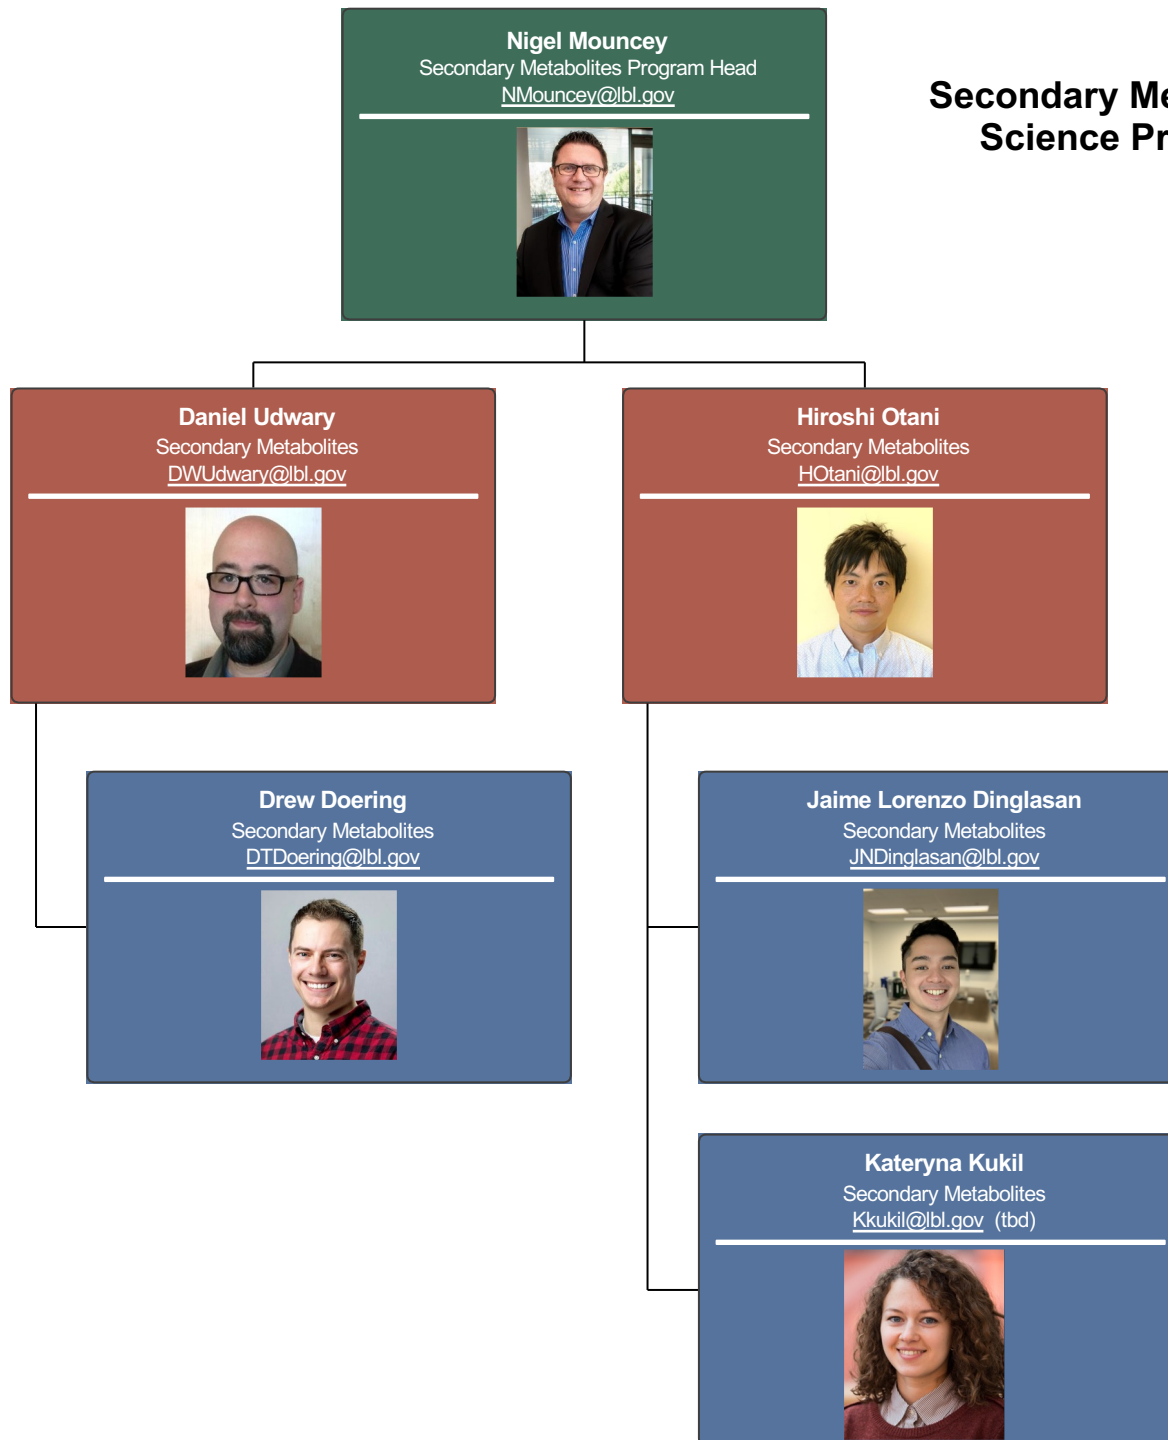 Nigel Mouncey
Secondary Metabolites Program Head
NMouncey@lbl.gov
Secondary
Science
Daniel Udwary
Secondary Metabolites
DWUdwary@lbl.gov
Hiroshi Otani
Secondary Metabolites
HOtani@lbl.gov
Drew Doering
Secondary Metabolites
DTDoering@lbl.gov
Jaime Lorenzo Dinglasan
Secondary Metabolites
JNDinglasan@lbl.gov
Kateryna Kukil
Secondary Metabolites
Kkukil@lbl.gov (tbd)